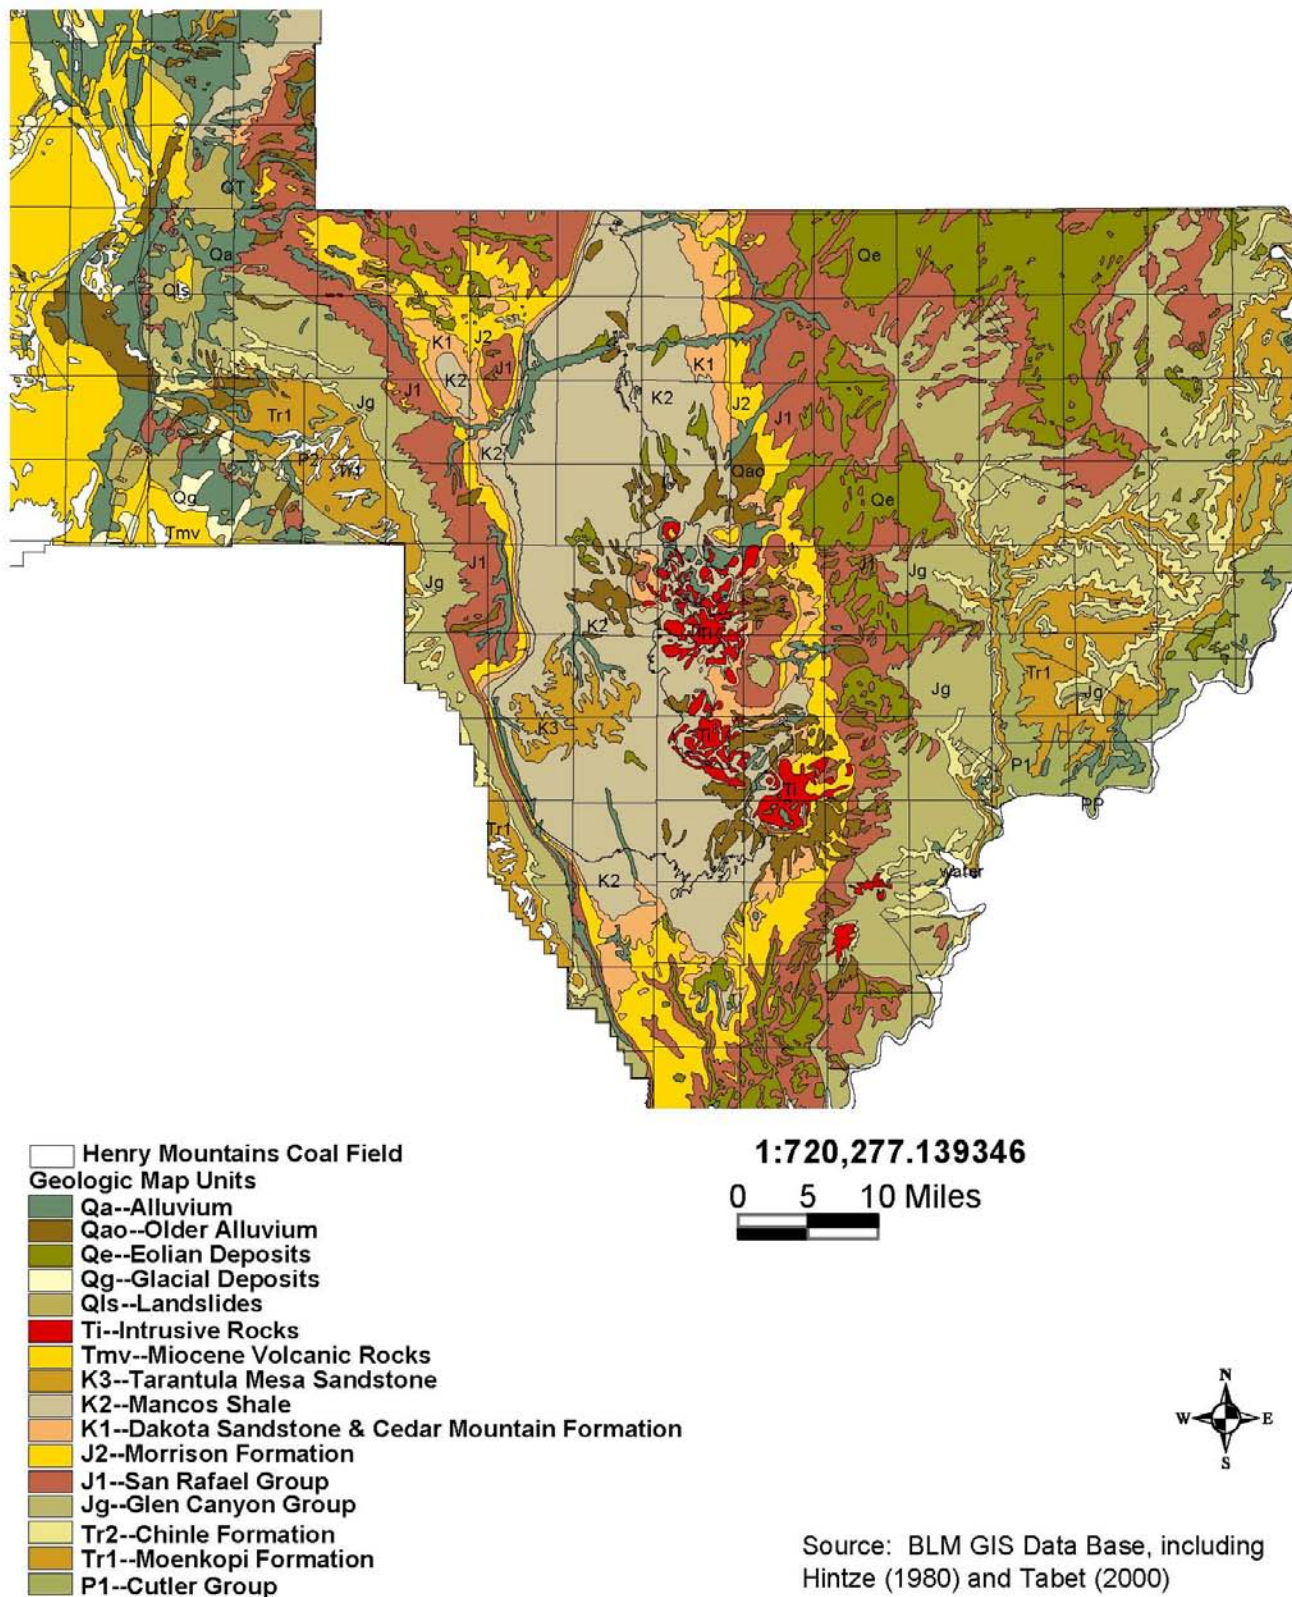 QT
Qa
Qe
Qls
K1
J2
K2
J1
J1
K1
K2
Jg
J2
J1
Tr1
K2
P2
Tr1
Qao
Qg
Qe
Tmv
J1
J1
Jg
Jg
K2
Tr1
Jg
Jg
K3
P1
Ti
PP
Tr1
K2
water
Henry Mountains Coal Field
Geologic Map Units
Qa--Alluvium
Qao--Older Alluvium
Qe--Eolian Deposits
Qg--Glacial Deposits
Qls--Landslides
Ti--Intrusive Rocks
Tmv--Miocene Volcanic Rocks
K3--Tarantula Mesa Sandstone
K2--Mancos Shale
K1--Dakota Sandstone & Cedar Mountain Formation
J2--Morrison Formation
J1--San Rafael Group
Jg--Glen Canyon Group
Tr2--Chinle Formation
Tr1--Moenkopi Formation
P1--Cutler Group
1:720,277.139346
0 5 10 Miles
N
W E
S
Source: BLM GIS Data Base, including
Hintze (1980) and Tabet (2000)